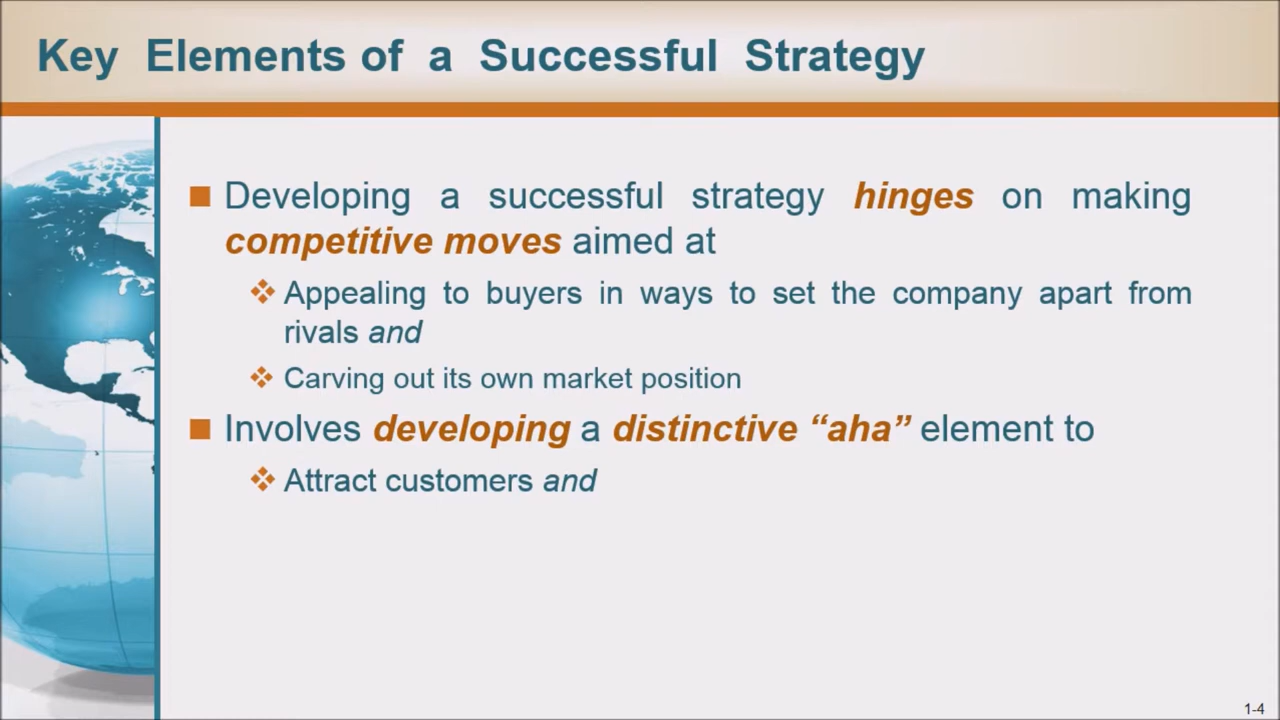 Key Elements of a Successful Strategy
Developing a successful strategy hinges on making
competitive moves aimed at
Appealing to buyers in ways to set the company apart from
rivals and
Carving out its own market position
Involves developing a distinctive “aha” element to
Attract customers and
1-4